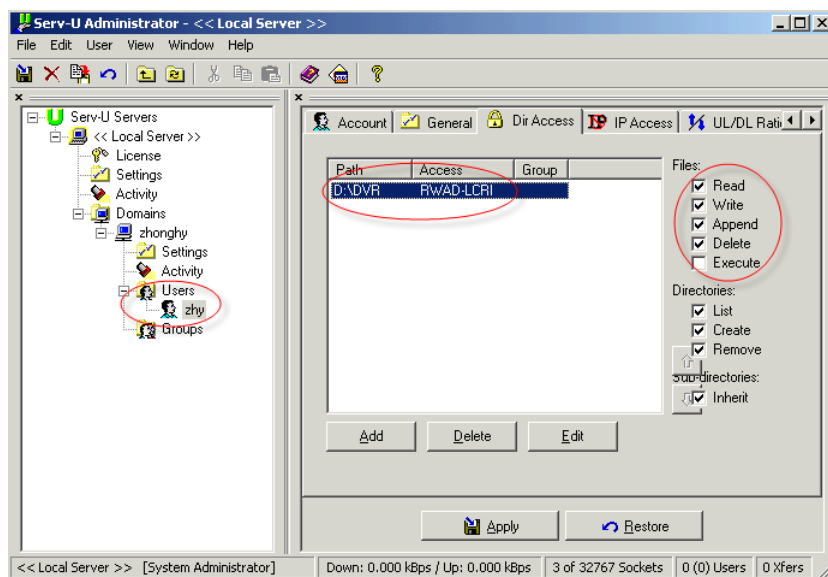 Serv-U Administrator - << Local Server >>
File Edit User View Window Help
Serv-U Servers
<< Local Server >>
License
Settings
Activity
Domains
zhonghy
Settings
Activity
Users
zhy
Groups
Account General Dir Access IP Access UL/DL Rati
Path Access Group
D:\DVR RWAD-LCRI
Files:
Read
Write
Append
Delete
Execute
Directories:
List
Create
Remove
Sub-directories:
Inherit
Add Delete Edit
Apply Restore
<< Local Server >> [System Administrator] Down: 0.000 kBps / Up: 0.000 kBps 3 of 32767 Sockets 0 (0) Users 0 Xfers